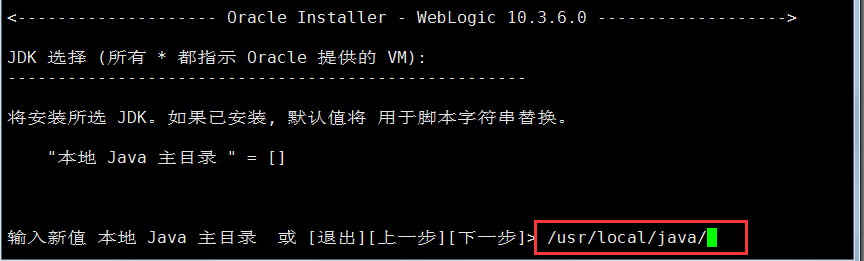 <------------------- Oracle Installer - WebLogic 10.3.6.0 ------------------->
JDK 选择 (所有 * 都指示 Oracle 提供的 VM):
----------------------------------------------------
将安装所选 JDK。如果已安装, 默认值将 用于脚本字符串替换。
"本地 Java 主目录 " = []
输入新值 本地 Java 主目录  或 [退出][上一步][下一步]> /usr/local/java/